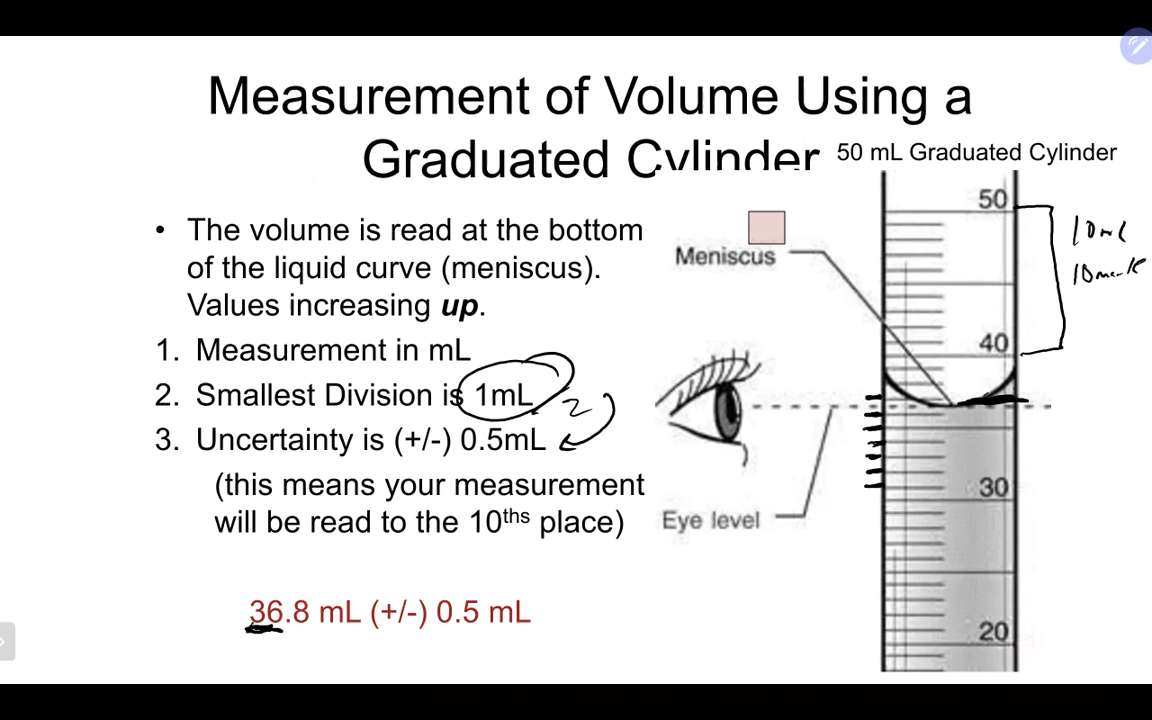 Measurement of Volume Using a
Graduated Cylinder
50 mL Graduated Cylinder
• The volume is read at the bottom
of the liquid curve (meniscus).
Values increasing up.
1. Measurement in mL
2. Smallest Division is 1mL.
2
3. Uncertainty is (+/-) 0.5mL
(this means your measurement
will be read to the 10ths place)
36.8 mL (+/-) 0.5 mL
Meniscus
Eye level
50
40
30
20
10mL
10